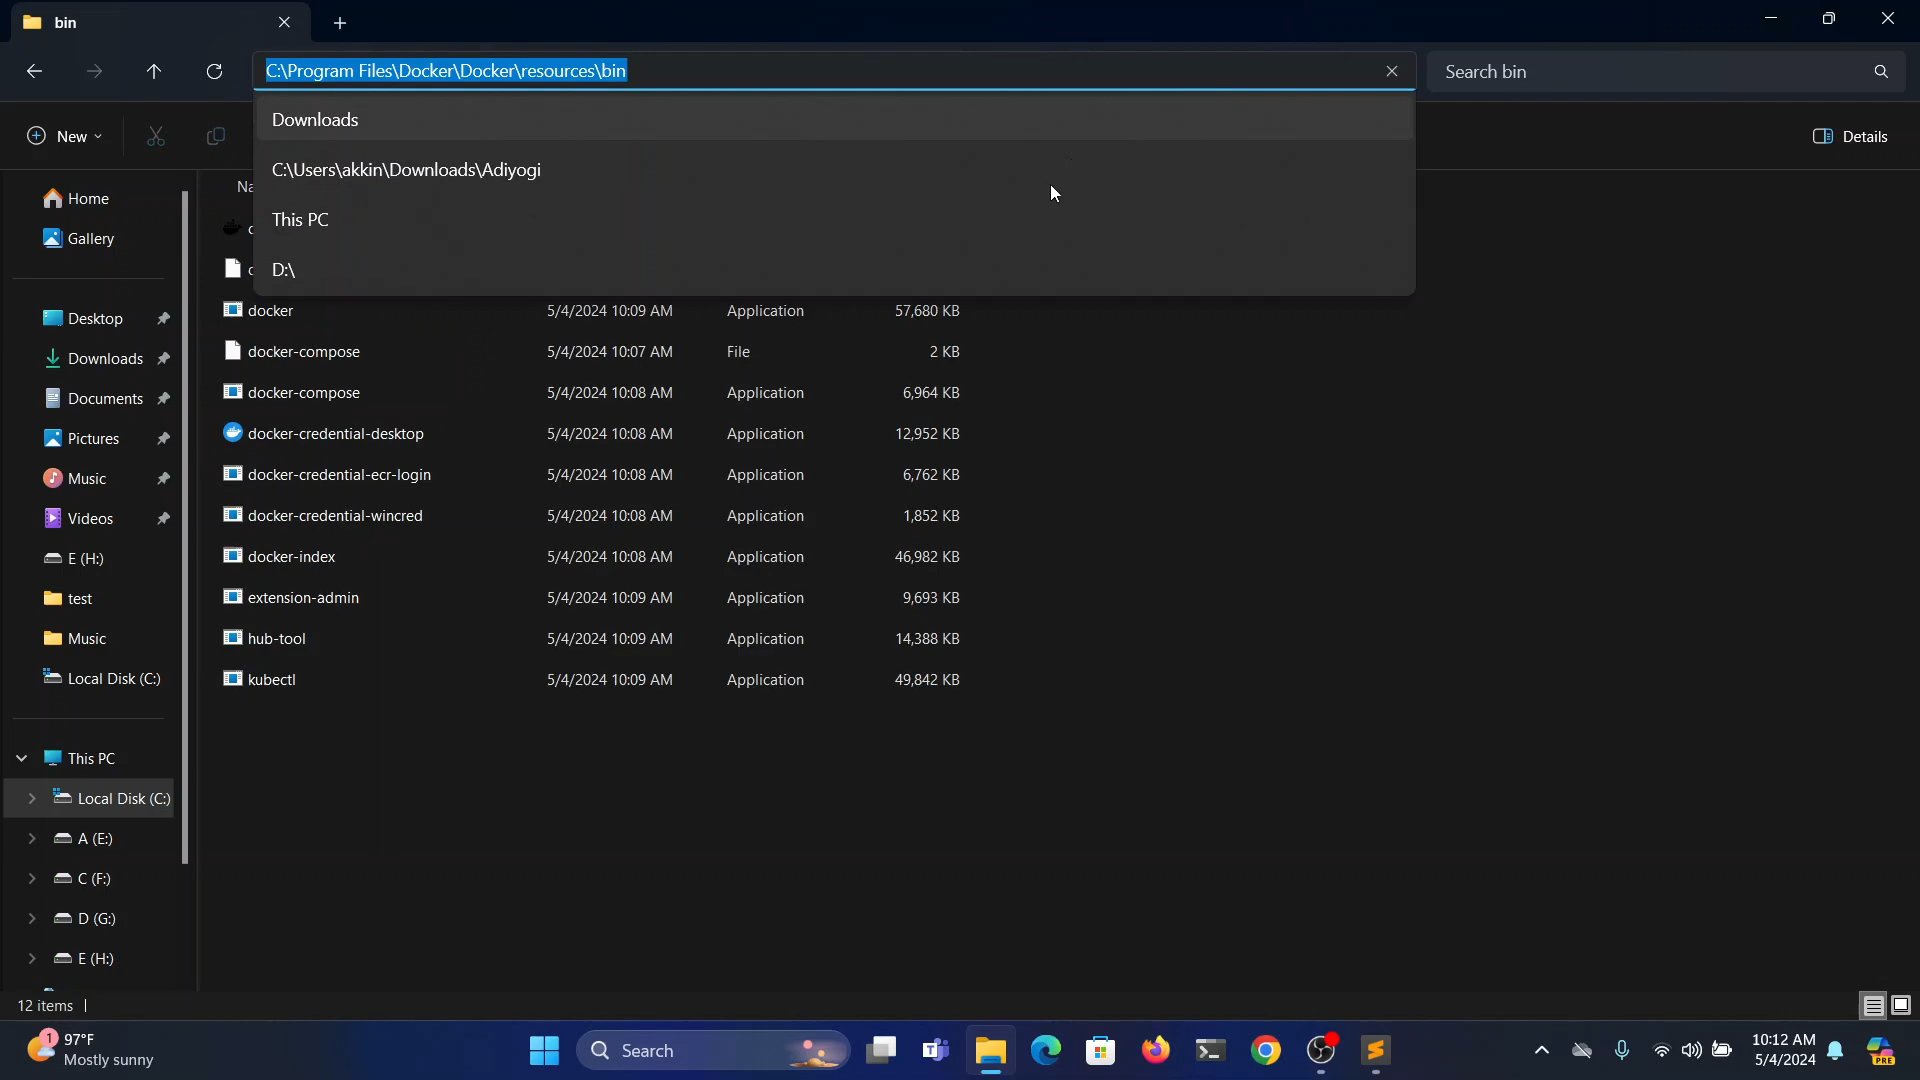 bin
C:\Program Files\Docker\Docker\resources\bin
Search bin
New
Details
Downloads
C:\Users\akkin\Downloads\Adiyogi
This PC
D:\
Home
Gallery
Desktop
Downloads
Documents
Pictures
Music
Videos
E (H:)
test
Music
Local Disk (C:)
This PC
Local Disk (C:)
A (E:)
C (F:)
D (G:)
E (H:)
docker 5/4/2024 10:09 AM Application 57,680 KB
docker-compose 5/4/2024 10:07 AM File 2 KB
docker-compose 5/4/2024 10:08 AM Application 6,964 KB
docker-credential-desktop 5/4/2024 10:08 AM Application 12,952 KB
docker-credential-ecr-login 5/4/2024 10:08 AM Application 6,762 KB
docker-credential-wincred 5/4/2024 10:08 AM Application 1,852 KB
docker-index 5/4/2024 10:08 AM Application 46,982 KB
extension-admin 5/4/2024 10:09 AM Application 9,693 KB
hub-tool 5/4/2024 10:09 AM Application 14,388 KB
kubectl 5/4/2024 10:09 AM Application 49,842 KB
12 items
1
97°F
Mostly sunny
Search
10:12 AM
5/4/2024
PRE